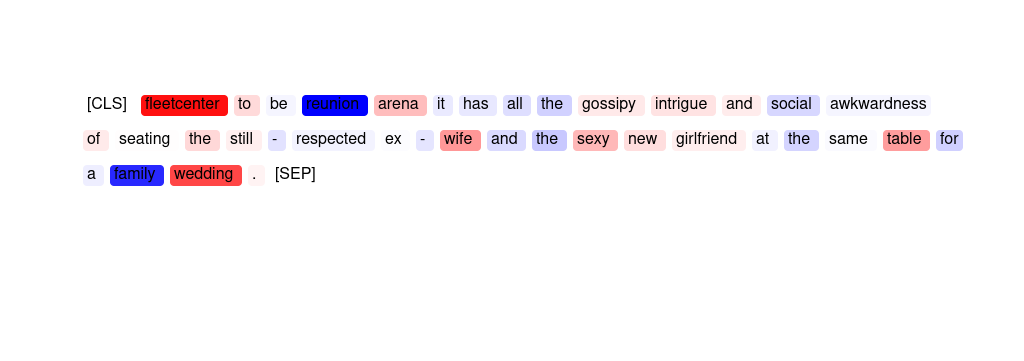 [CLS] fleetcenter to be reunion arena it has all the gossipy intrigue and social awkwardness
of seating the still - respected ex - wife and the sexy new girlfriend at the same table for
a family wedding . [SEP]